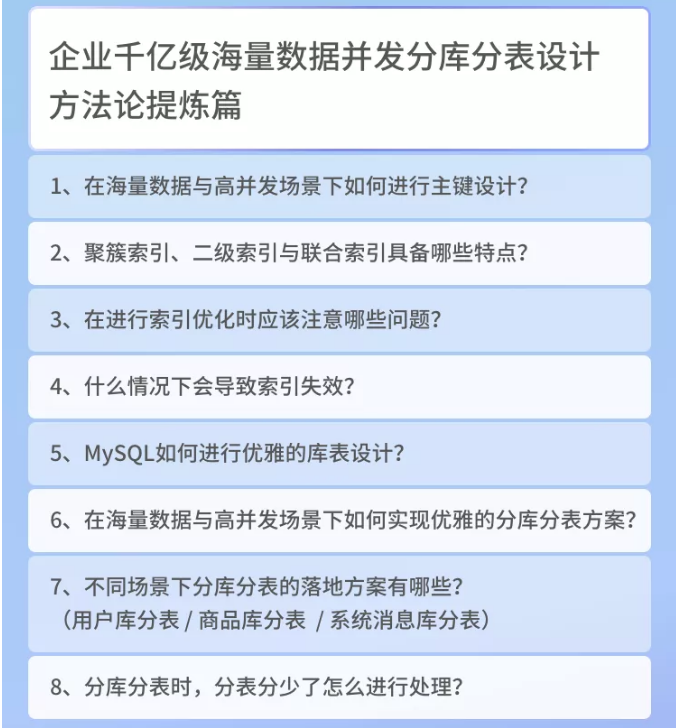 企业千亿级海量数据并发分库分表设计
方法论提炼篇
1、在海量数据与高并发场景下如何进行主键设计？
2、聚簇索引、二级索引与联合索引具备哪些特点？
3、在进行索引优化时应该注意哪些问题？
4、什么情况下会导致索引失效？
5、MySQL如何进行优雅的库表设计？
6、在海量数据与高并发场景下如何实现优雅的分库分表方案？
7、不同场景下分库分表的落地方案有哪些？
（用户库分表 / 商品库分表 / 系统消息库分表）
8、分库分表时，分表分少了怎么进行处理？